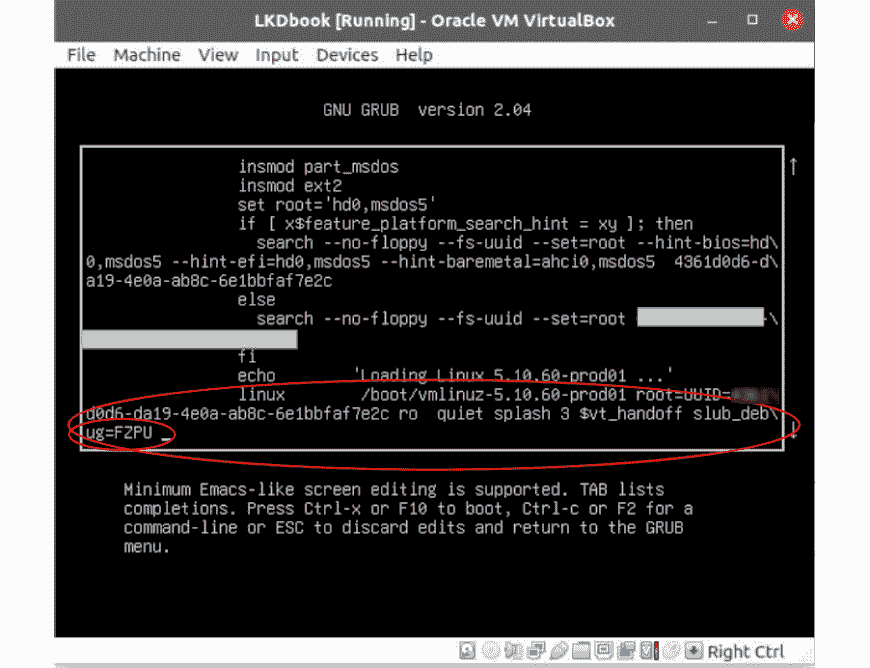 LKDbook [Running] - Oracle VM VirtualBox
File Machine View Input Devices Help
GNU GRUB version 2.04
insmod part_msdos
insmod ext2
set root='hd0,msdos5'
if [ x$feature_platform_search_hint = xy ]; then
search --no-floppy --fs-uuid --set=root --hint-bios=hd\
0,msdos5 --hint-efi=hd0,msdos5 --hint-baremetal=ahci0,msdos5 4361d0d6-d\
a19-4e0a-ab8c-6e1bbfaf7e2c
else
search --no-floppy --fs-uuid --set=root \
fi
echo 'Loading Linux 5.10.60-prod01 ...'
linux /boot/vmlinuz-5.10.60-prod01 root=UUID=
d0d6-da19-4e0a-ab8c-6e1bbfaf7e2c ro quiet splash 3 $vt_handoff slub_deb\
ug=FZPU _
Minimum Emacs-like screen editing is supported. TAB lists
completions. Press Ctrl-x or F10 to boot, Ctrl-c or F2 for a
command-line or ESC to discard edits and return to the GRUB
menu.
Right Ctrl